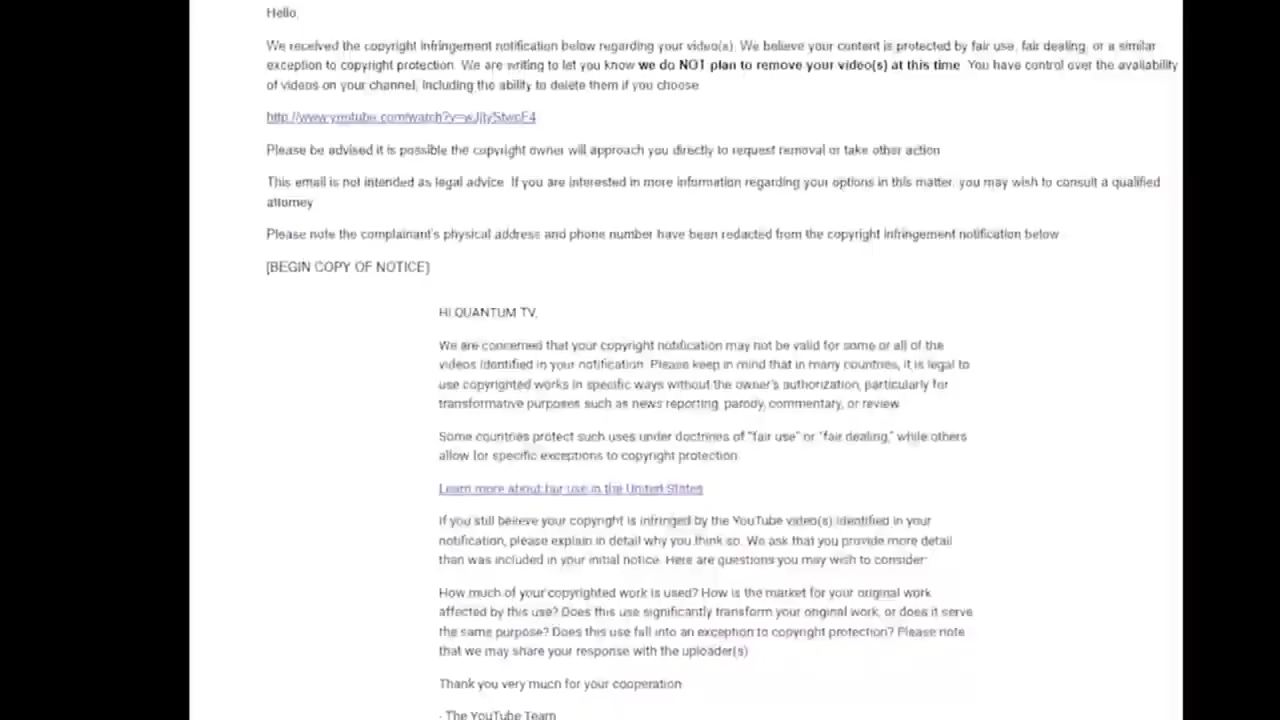 Hello,
We received the copyright infringement notification below regarding your video(s). We believe your content is protected by fair use, fair dealing, or a similar
exception to copyright protection. We are writing to let you know we do NOT plan to remove your video(s) at this time. You have control over the availability
of videos on your channel, including the ability to delete them if you choose.
Please be advised it is possible the copyright owner will approach you directly to request removal or take other action.
This email is not intended as legal advice. If you are interested in more information regarding your options in this matter, you may wish to consult a qualified
attorney.
Please note the complainant's physical address and phone number have been redacted from the copyright infringement notification below.
[BEGIN COPY OF NOTICE]
Hi QUANTUM TV,
We are concerned that your copyright notification may not be valid for some or all of the
videos identified in your notification. Please keep in mind that in many countries, it is legal to
use copyrighted works in specific ways without the owner's authorization, particularly for
transformative purposes such as news reporting, parody, commentary, or review.
Some countries protect such uses under doctrines of "fair use" or "fair dealing," while others
allow for specific exceptions to copyright protection.
Learn more about fair use in the United States
If you still believe your copyright is infringed by the YouTube video(s) identified in your
notification, please explain in detail why you think so. We ask that you provide more detail
than was included in your initial notice. Here are questions you may wish to consider:
How much of your copyrighted work is used? How is the market for your original work
affected by this use? Does this use significantly transform your original work, or does it serve
the same purpose? Does this use fall into an exception to copyright protection? Please note
that we may share your response with the uploader(s).
Thank you very much for your cooperation.
- The YouTube Team